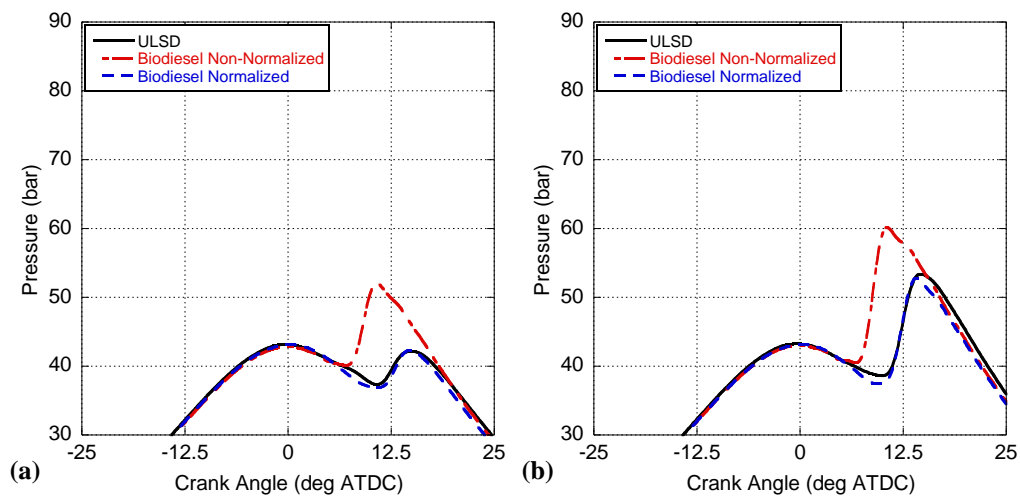 90
80
70
60
50
40
30
Pressure (bar)
ULSD
Biodiesel Non-Normalized
Biodiesel Normalized
-25
-12.5
0
12.5
25
Crank Angle (deg ATDC)
(a)
90
80
70
60
50
40
30
Pressure (bar)
ULSD
Biodiesel Non-Normalized
Biodiesel Normalized
-25
-12.5
0
12.5
25
Crank Angle (deg ATDC)
(b)